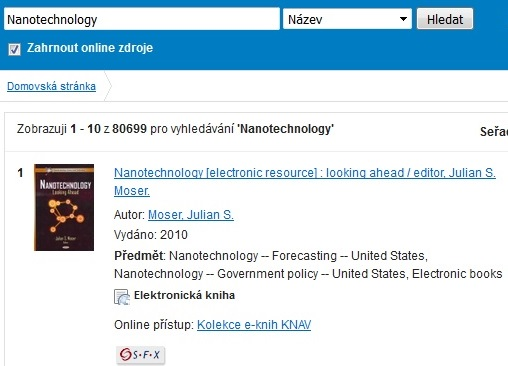 Nanotechnology Název Hledat
Zahrnout online zdroje
Domovská stránka
Zobrazuji 1 - 10 z 80699 pro vyhledávání 'Nanotechnology' Seřa
1 Nanotechnology [electronic resource] : looking ahead / editor, Julian S.
Moser.
NANOTECHNOLOGY
Looking Ahead
Autor: Moser, Julian S.
Vydáno: 2010
Předmět: Nanotechnology -- Forecasting -- United States,
Nanotechnology -- Government policy -- United States, Electronic books
Elektronická kniha
Online přístup: Kolekce e-knih KNAV
S·F·X